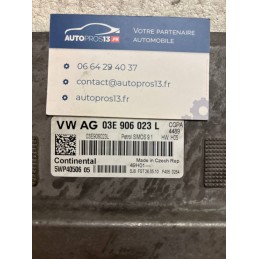 AUTOPROS13.FR
VOTRE PARTENAIRE
AUTOMOBILE
06 64 29 40 37
contact@autopros13.fr
autopros13.fr
VW AG 03E 906 023 L
03E906023L
Petrol SIMOS 9.1
HW: H05
Continental
Made in Czech Rep.
5WP40506 05